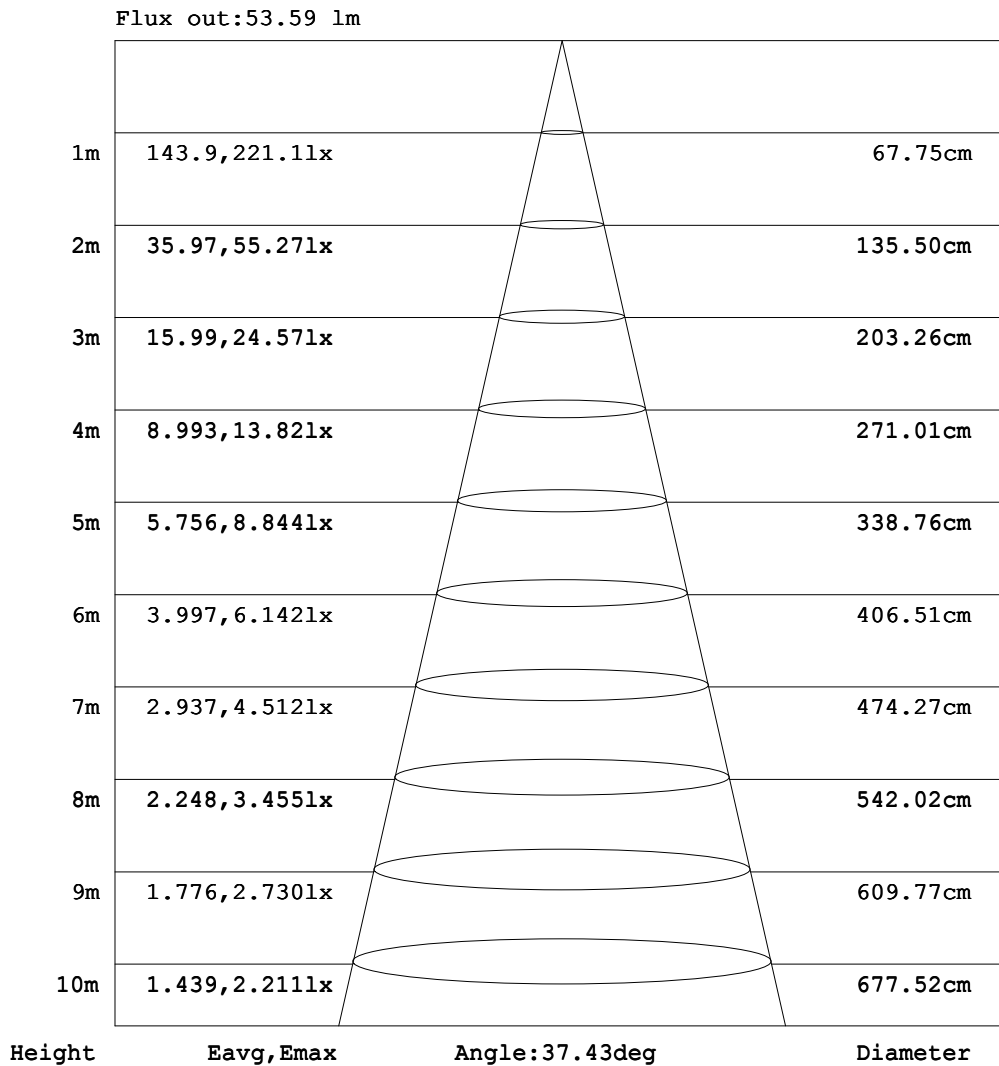 Flux out:53.59 lm
1m 143.9,221.1lx 67.75cm
2m 35.97,55.27lx 135.50cm
3m 15.99,24.57lx 203.26cm
4m 8.993,13.82lx 271.01cm
5m 5.756,8.844lx 338.76cm
6m 3.997,6.142lx 406.51cm
7m 2.937,4.512lx 474.27cm
8m 2.248,3.455lx 542.02cm
9m 1.776,2.730lx 609.77cm
10m 1.439,2.211lx 677.52cm
Height Eavg,Emax Angle:37.43deg Diameter